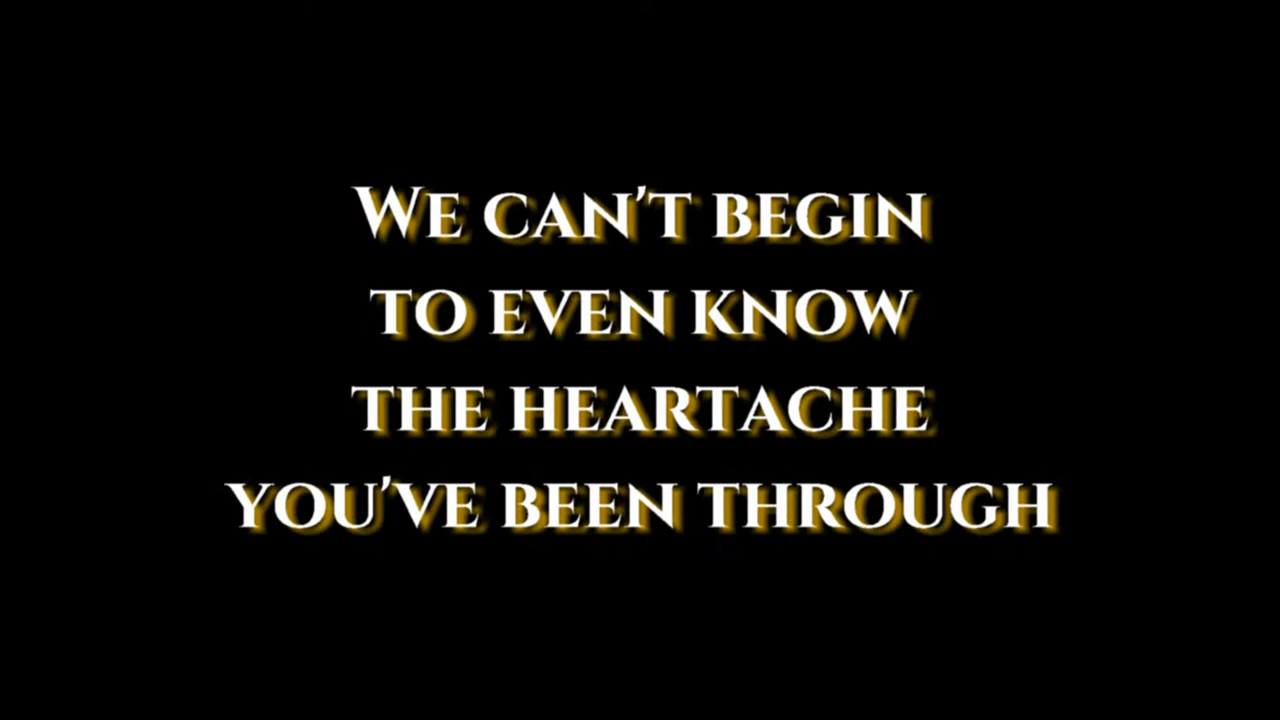 We can't begin
to even know
the heartache
you've been through